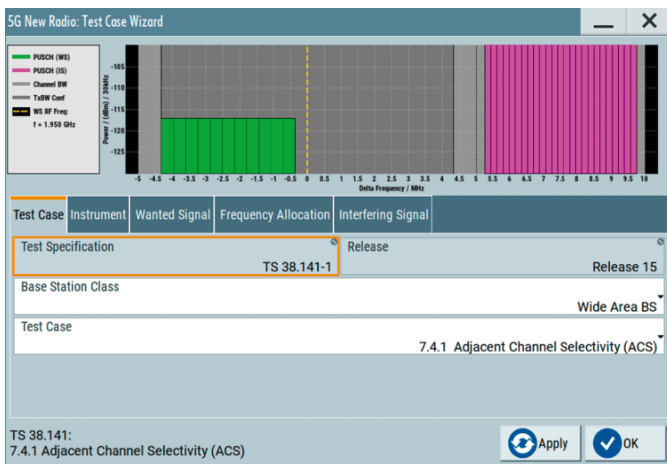 5G New Radio: Test Case Wizard
PUSCH (WS)
PUSCH (IS)
Channel BW
TxBW Conf
WS RF Freq:
f = 1.950 GHz
Power / (dBm) / 30kHz
-105
-110
-120
-125
-5 -4.5 -4 -3.5 -3 -2.5 -2 -1.5 -1 -0.5 0 0.5 1 1.5 2 2.5 3 3.5 4 4.5 5 5.5 6 6.5 7 7.5 8 8.5 9 9.5 10
Delta Frequency / MHz
Test Case Instrument Wanted Signal Frequency Allocation Interfering Signal
Test Specification
TS 38.141-1
Release
Release 15
Base Station Class
Wide Area BS
Test Case
7.4.1 Adjacent Channel Selectivity (ACS)
TS 38.141:
7.4.1 Adjacent Channel Selectivity (ACS)
Apply
OK